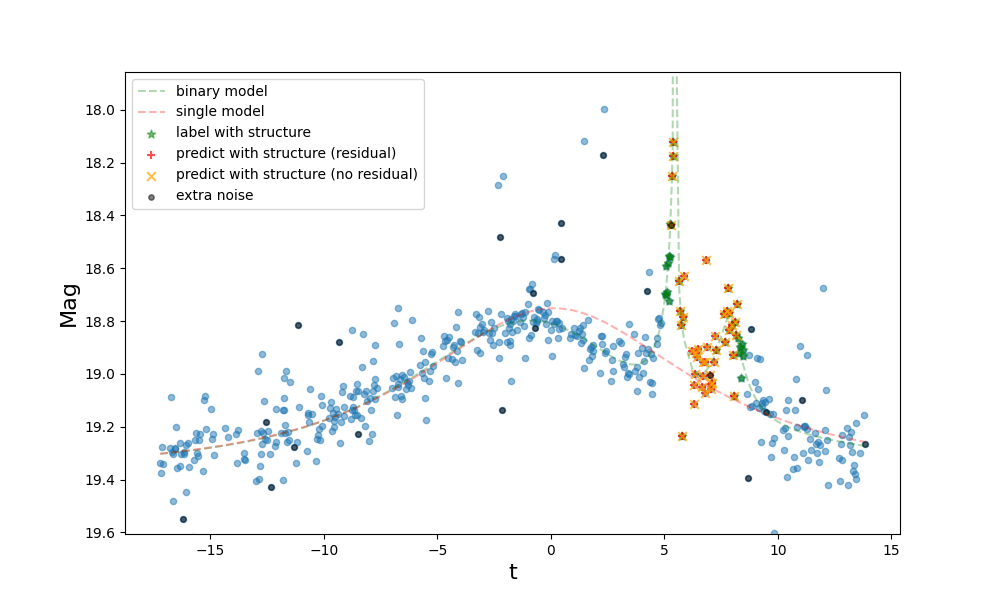 binary model
single model
label with structure
predict with structure (residual)
predict with structure (no residual)
extra noise
18.0
18.2
18.4
18.6
18.8
19.0
19.2
19.4
19.6
Mag
−15
−10
−5
0
5
10
15
t